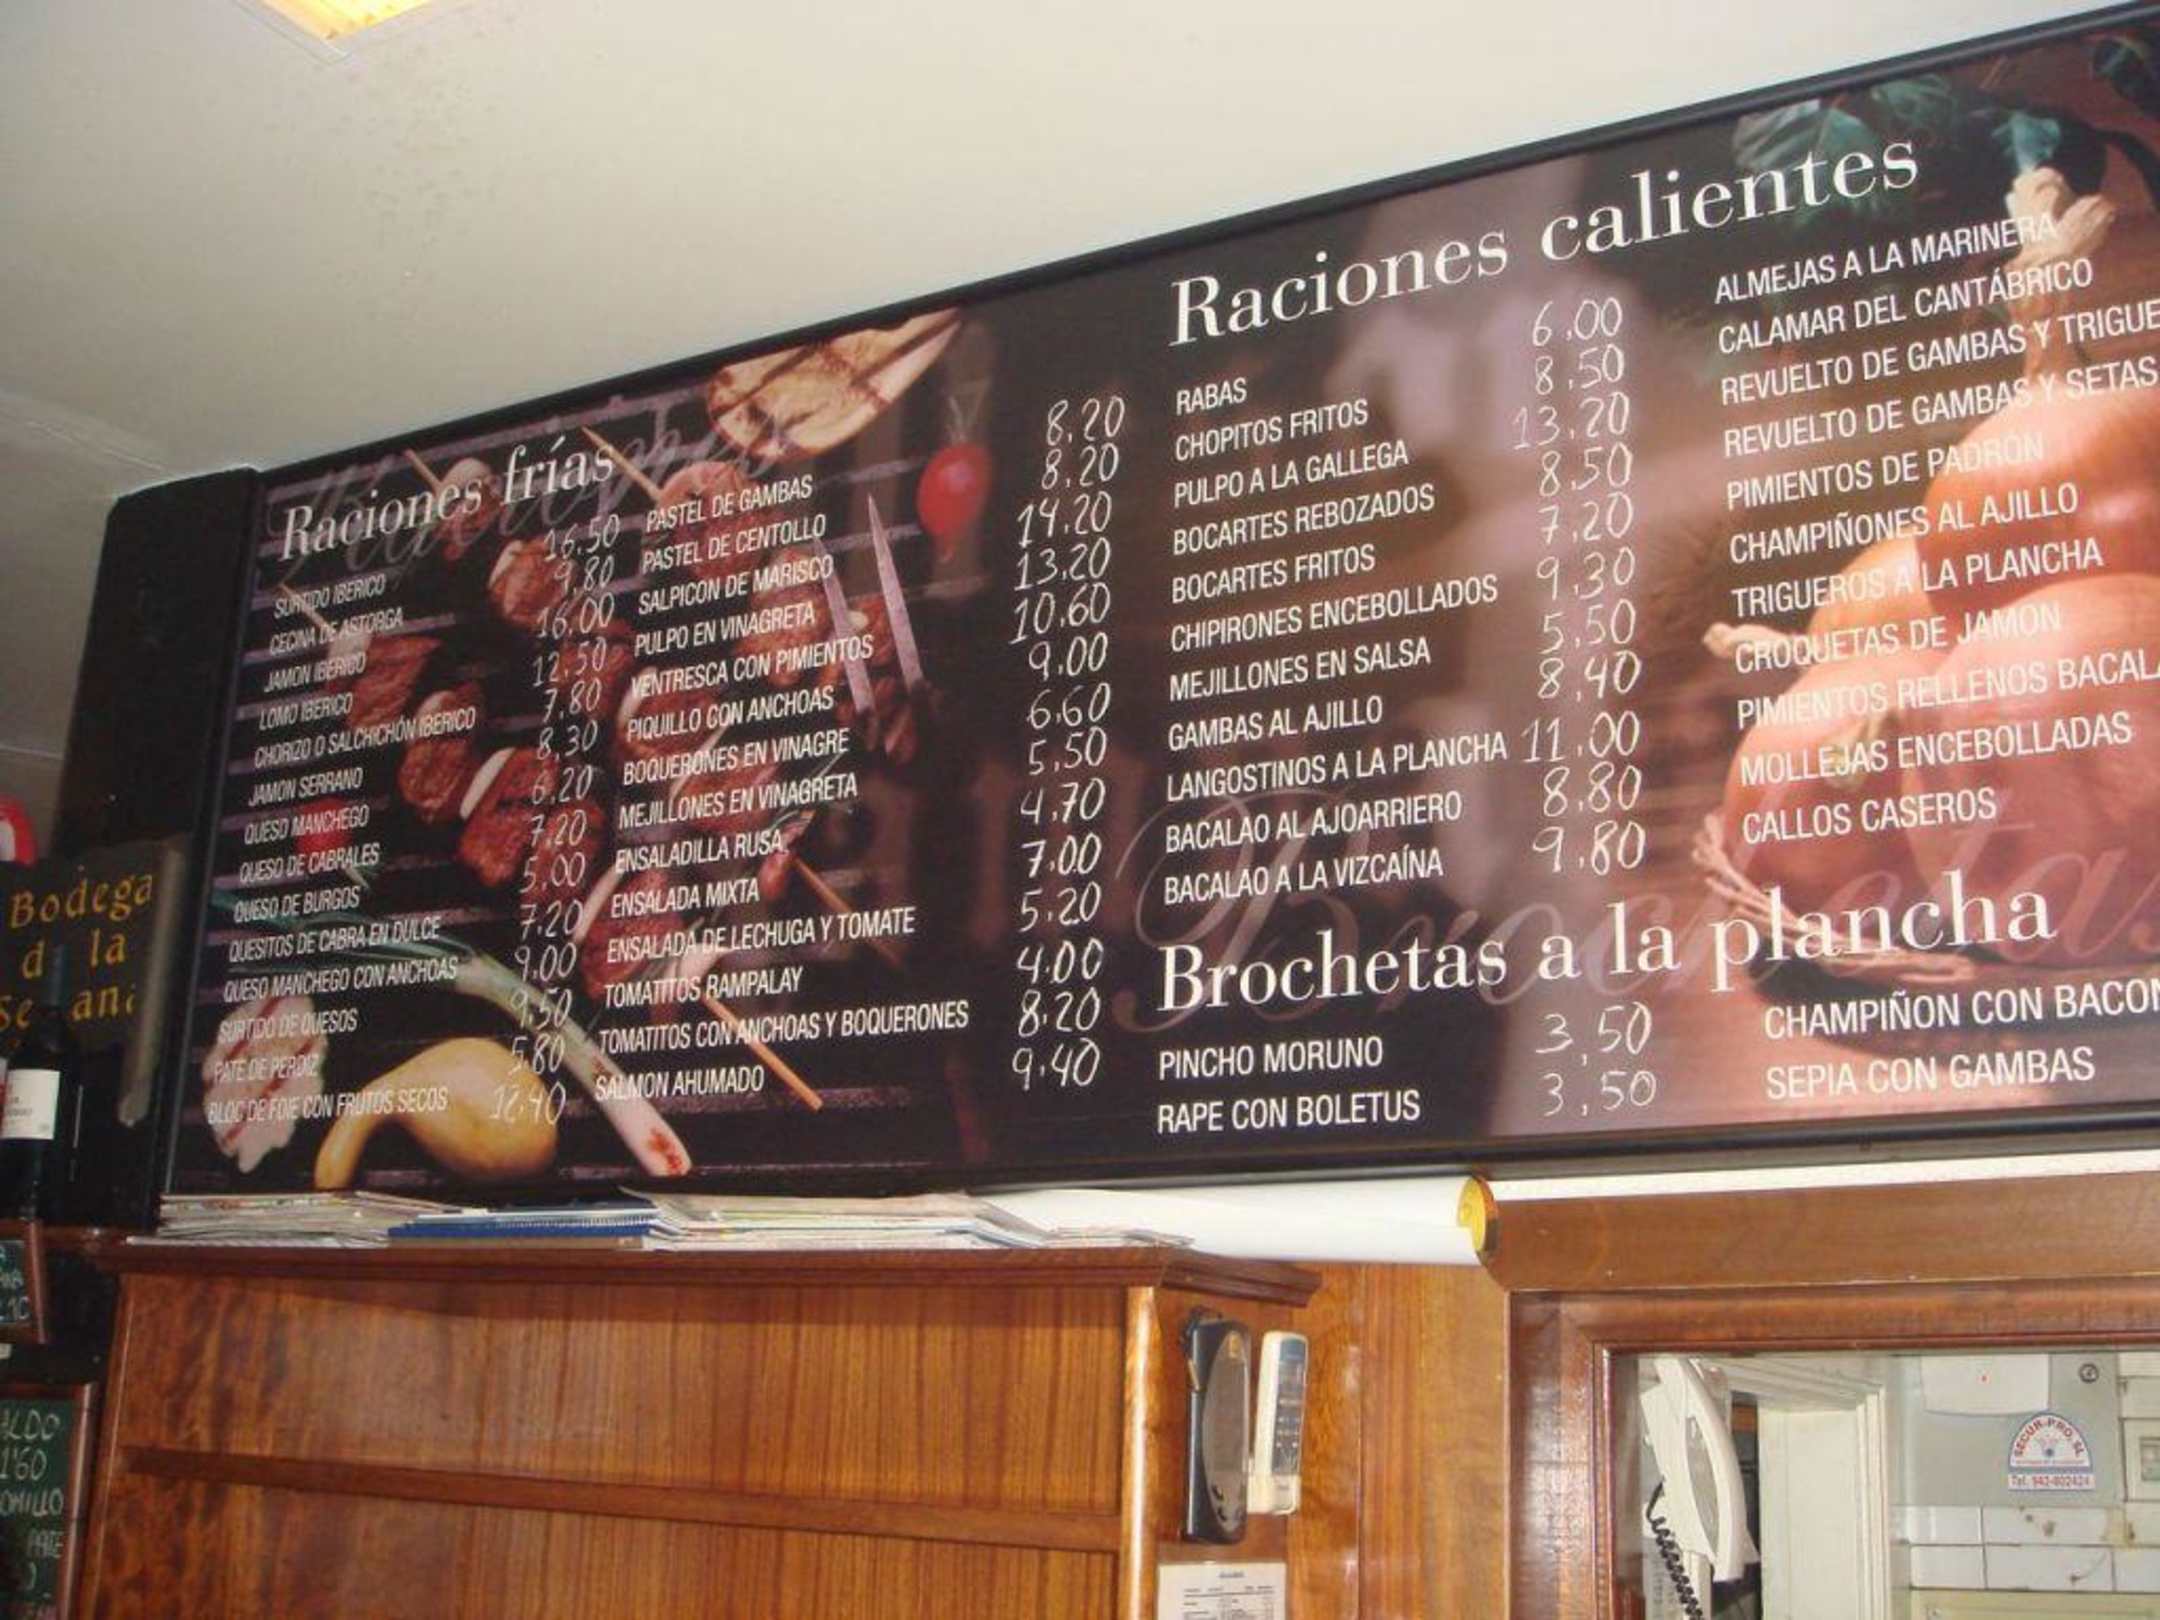 Raciones frías
SURTIDO IBERICO 16.50
CECINA DE ASTORGA 9,80
JAMON IBERICO 16.00
LOMO IBERICO 12,50
CHORIZO O SALCHICHÓN IBERICO 7.80
JAMON SERRANO 8,30
QUESO MANCHEGO 6.20
QUESO DE CABRALES 7.20
QUESO DE BURGOS 5.00
QUESITOS DE CABRA EN DULCE 7.20
QUESO MANCHEGO CON ANCHOAS 9.00
SURTIDO DE QUESOS 9.50
PATE DE PERDIZ 5.80
BLOC DE FOIE CON FRUTOS SECOS 12.40
PASTEL DE GAMBAS 8,20
PASTEL DE CENTOLLO 8,20
SALPICON DE MARISCO 14.20
PULPO EN VINAGRETA 13,20
VENTRESCA CON PIMIENTOS 10.60
PIQUILLO CON ANCHOAS 9.00
BOQUERONES EN VINAGRE 6.60
MEJILLONES EN VINAGRETA 5,50
ENSALADILLA RUSA 4,70
ENSALADA MIXTA 7.00
ENSALADA DE LECHUGA Y TOMATE 5.20
TOMATITOS RAMPALAY 4.00
TOMATITOS CON ANCHOAS Y BOQUERONES 8.20
SALMON AHUMADO 9.40
Raciones calientes
RABAS 6,00
CHOPITOS FRITOS 8,50
PULPO A LA GALLEGA 13,20
BOCARTES REBOZADOS 8,50
BOCARTES FRITOS 7,20
CHIPIRONES ENCEBOLLADOS 9,30
MEJILLONES EN SALSA 5,50
GAMBAS AL AJILLO 8,40
LANGOSTINOS A LA PLANCHA 11,00
BACALAO AL AJOARRIERO 8.80
BACALAO A LA VIZCAÍNA 9.80
ALMEJAS A LA MARINERA
CALAMAR DEL CANTÁBRICO
REVUELTO DE GAMBAS Y TRIGUE
REVUELTO DE GAMBAS Y SETAS
PIMIENTOS DE PADRÓN
CHAMPIÑONES AL AJILLO
TRIGUEROS A LA PLANCHA
CROQUETAS DE JAMON
PIMIENTOS RELLENOS BACALA
MOLLEJAS ENCEBOLLADAS
CALLOS CASEROS
Brochetas a la plancha
PINCHO MORUNO 3,50
RAPE CON BOLETUS 3,50
CHAMPIÑON CON BACON
SEPIA CON GAMBAS
Brochetas
Bodega
de la
Semana
ALDO
1'60
SECUR-PRO, SL
Tel. 942-802424